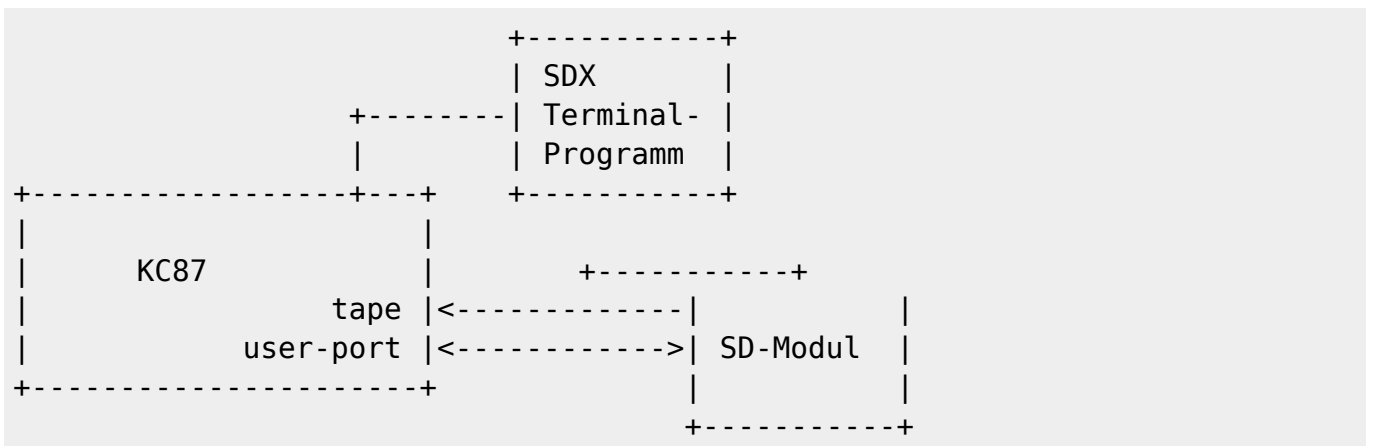 SDX
Terminal-
Programm
KC87
tape
user-port SD-Modul